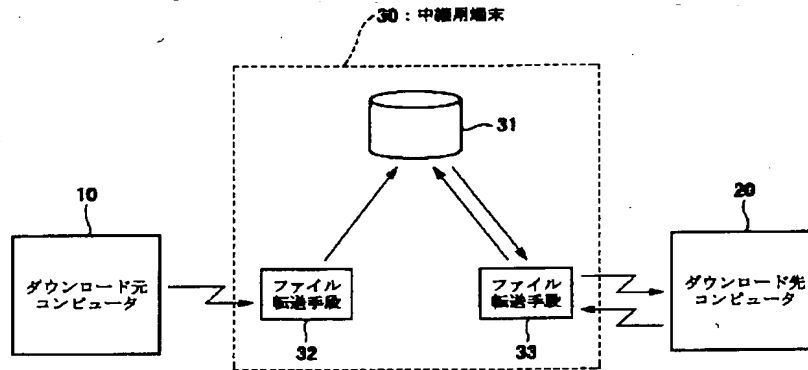 30：中継用端末
31
10
ダウンロード元
コンピュータ
ファイル
転送手段
32
ファイル
転送手段
33
20
ダウンロード先
コンピュータ